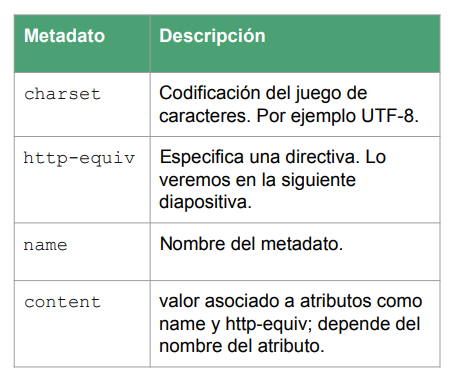 Metadato Descripción
charset Codificación del juego de
caracteres. Por ejemplo UTF-8.
http-equiv Especifica una directiva. Lo
veremos en la siguiente
diapositiva.
name Nombre del metadato.
content valor asociado a atributos como
name y http-equiv; depende del
nombre del atributo.